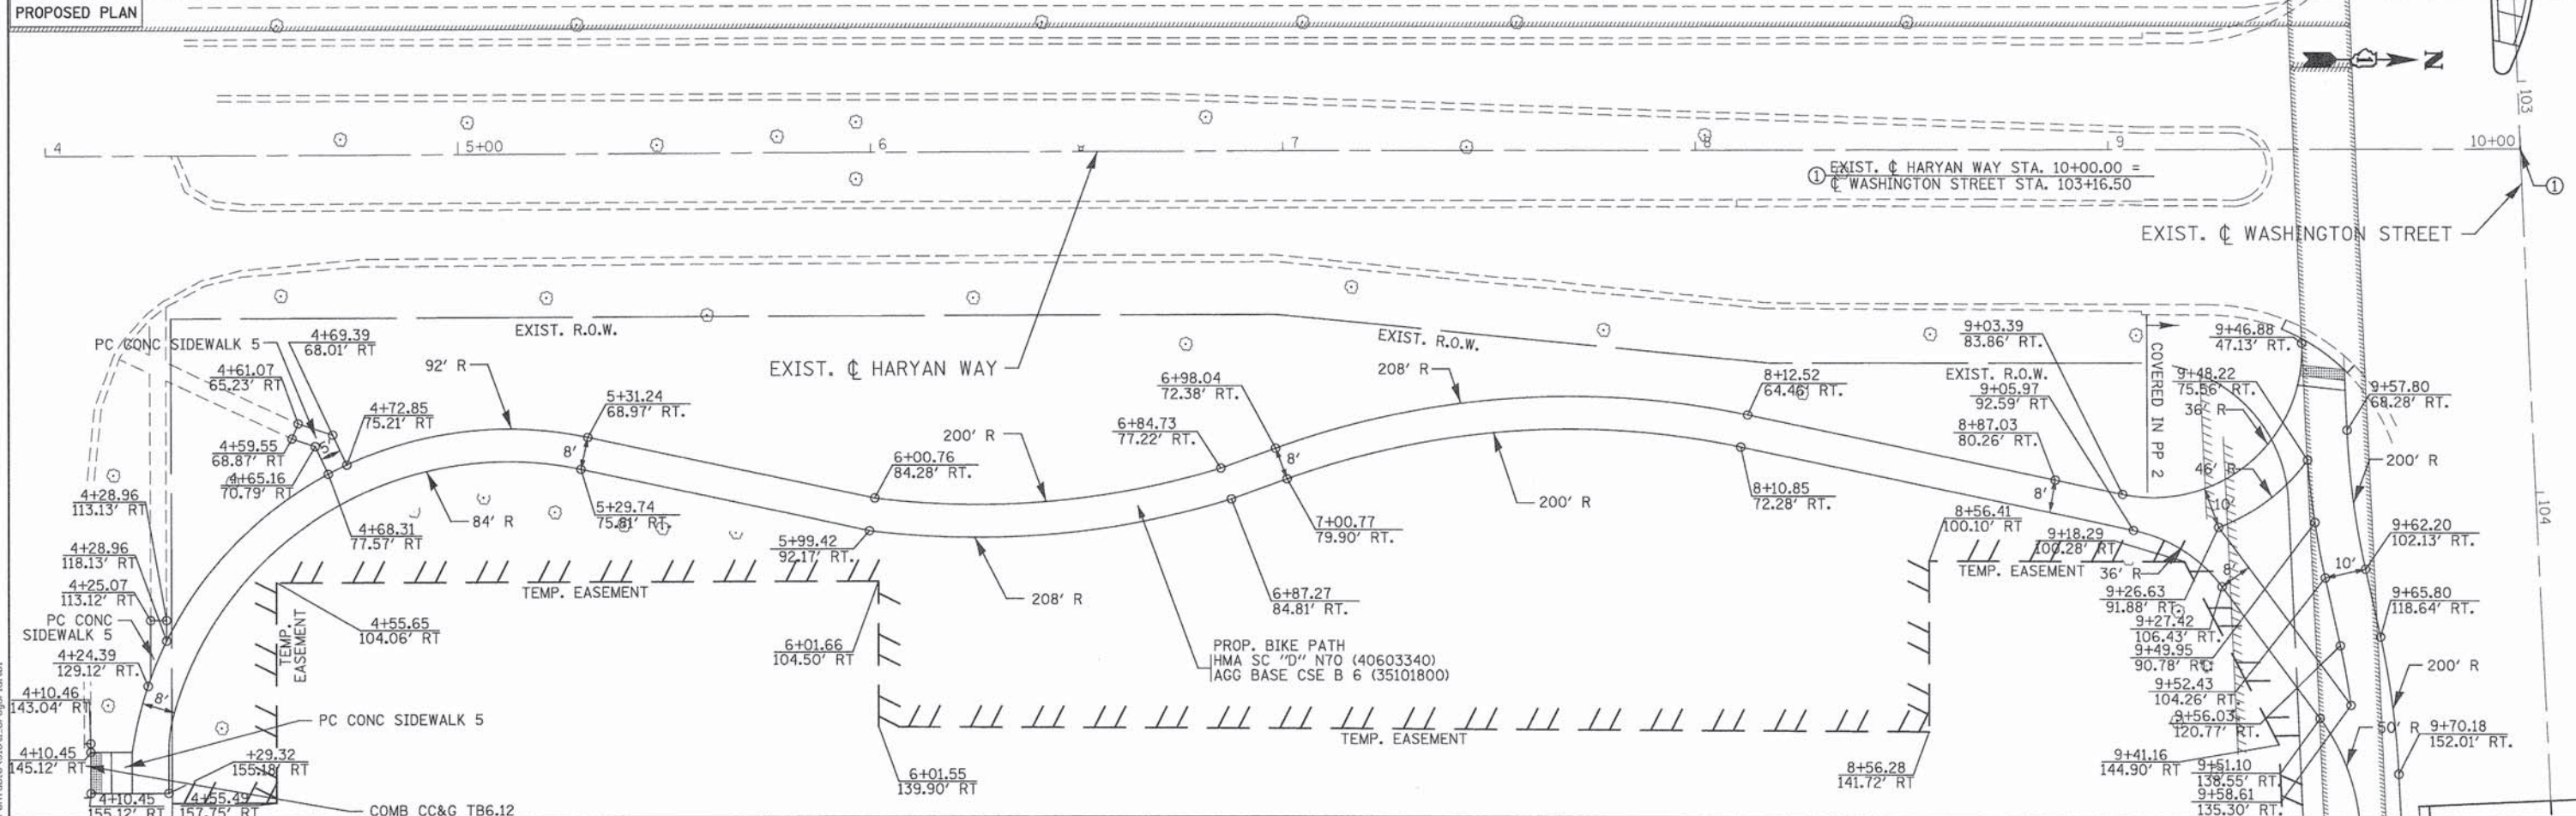 PROPOSED PLAN
N
1
103
4
5+00
6
7
8
9
10+00
① EXIST. ℄ HARYAN WAY STA. 10+00.00 =
℄ WASHINGTON STREET STA. 103+16.50
①
EXIST. ℄ WASHINGTON STREET
104
EXIST. R.O.W.
EXIST. ℄ HARYAN WAY
EXIST. R.O.W.
EXIST. R.O.W.
COVERED IN PP 2
PC CONC SIDEWALK 5
4+69.39
68.01' RT
4+61.07
65.23' RT
92' R
4+72.85
75.21' RT
5'
4+59.55
68.87' RT
4+65.16
70.79' RT
4+28.96
113.13' RT
84' R
4+68.31
77.57' RT
4+28.96
118.13' RT
4+25.07
113.12' RT
PC CONC
SIDEWALK 5
4+24.39
129.12' RT.
8'
4+10.46
143.04' RT
PC CONC SIDEWALK 5
4+10.45
145.12' RT
+29.32
155.18' RT
4+10.45
155.12' RT
4+55.49
157.75' RT
COMB CC&G TB6.12
TEMP.
EASEMENT
4+55.65
104.06' RT
TEMP. EASEMENT
5+31.24
68.97' RT.
8'
5+29.74
75.81' RT.
6+00.76
84.28' RT.
5+99.42
92.17' RT.
200' R
208' R
6+01.66
104.50' RT
6+01.55
139.90' RT
6+98.04
72.38' RT.
6+84.73
77.22' RT.
8'
7+00.77
79.90' RT.
6+87.27
84.81' RT.
PROP. BIKE PATH
HMA SC "D" N70 (40603340)
AGG BASE CSE B 6 (35101800)
TEMP. EASEMENT
208' R
200' R
8+12.52
64.46' RT.
8+10.85
72.28' RT.
8+56.41
100.10' RT
TEMP. EASEMENT
8+56.28
141.72' RT
9+03.39
83.86' RT.
9+05.97
92.59' RT
8+87.03
80.26' RT.
8'
9+18.29
100.28' RT
36' R
8'
9+46.88
47.13' RT.
9+48.22
75.56' RT.
36' R
46' R
10'
9+57.80
68.28' RT.
200' R
9+62.20
102.13' RT.
10'
9+65.80
118.64' RT.
200' R
9+70.18
152.01' RT.
50' R
9+26.63
91.88' RT.
9+27.42
106.43' RT.
9+49.95
90.78' RT.
9+52.43
104.26' RT.
9+56.03
120.77' RT.
9+41.16
144.90' RT
9+51.10
138.55' RT.
9+58.61
135.30' RT.